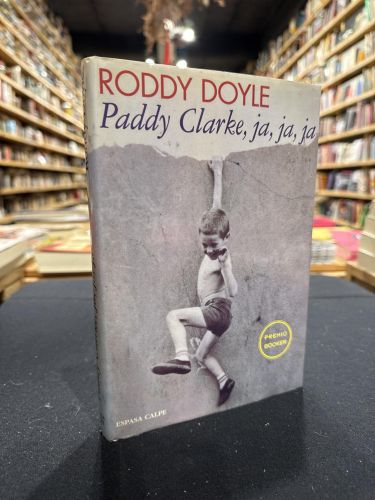 RODDY DOYLE
Paddy Clarke, ja, ja, ja
PREMIO
BOOKER
ESPASA CALPE